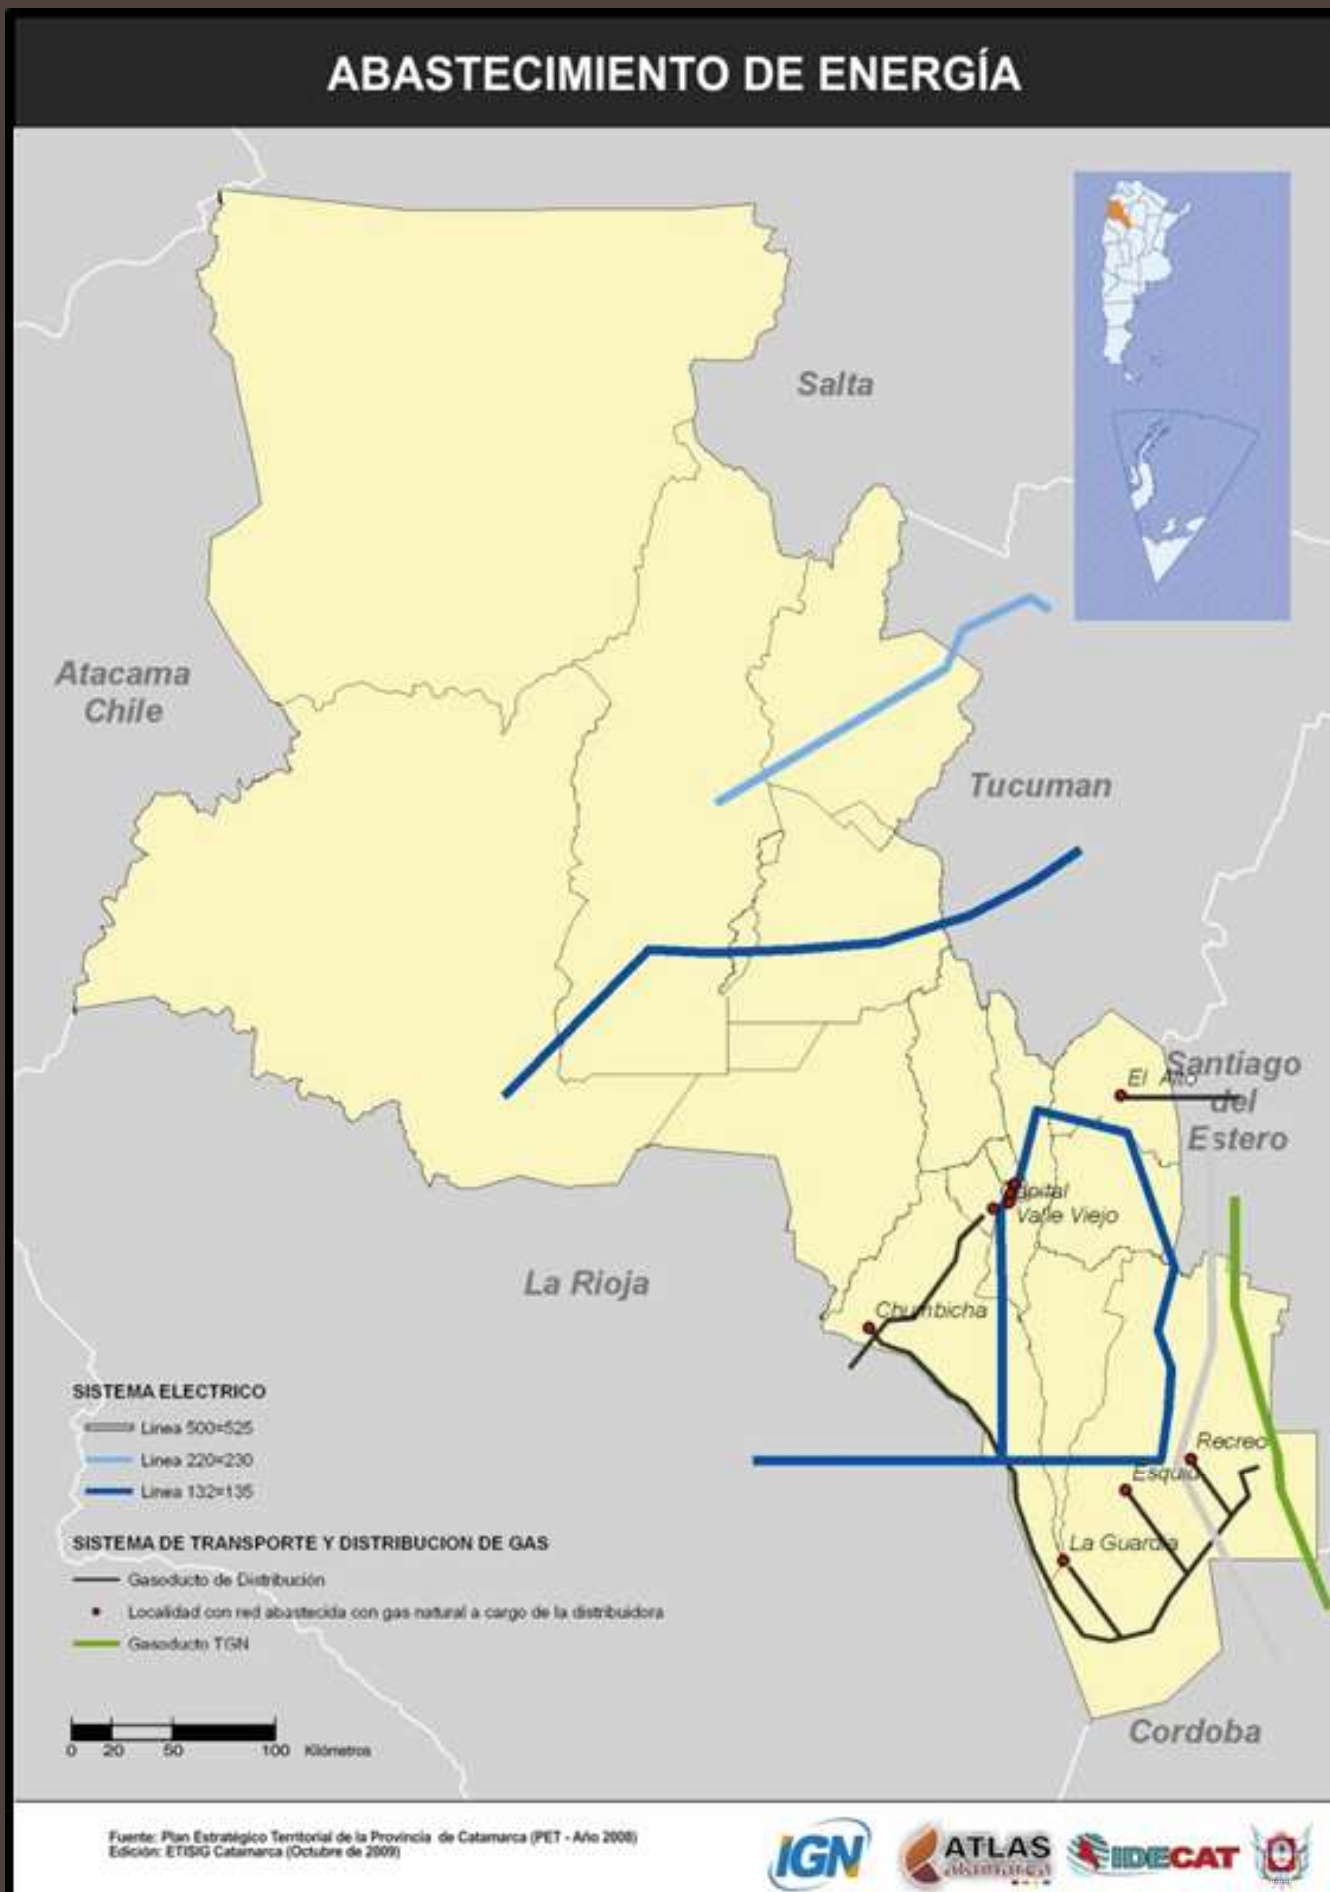 ABASTECIMIENTO DE ENERGÍA
Salta
Atacama
Chile
Tucuman
Santiago
del
Estero
El Alto
Capital
Valle Viejo
La Rioja
Chumbicha
Recreo
Esquiu
La Guardia
Cordoba
SISTEMA ELECTRICO
Linea 500=525
Linea 220=230
Linea 132=135
SISTEMA DE TRANSPORTE Y DISTRIBUCION DE GAS
Gasoducto de Distribución
Localidad con red abastecida con gas natural a cargo de la distribuidora
Gasoducto TGN
0 20 50 100 Kilómetros
Fuente: Plan Estratégico Territorial de la Provincia de Catamarca (PET - Año 2008)
Edición: ETISIG Catamarca (Octubre de 2009)
IGN
ATLAS
catamarca
IDECAT